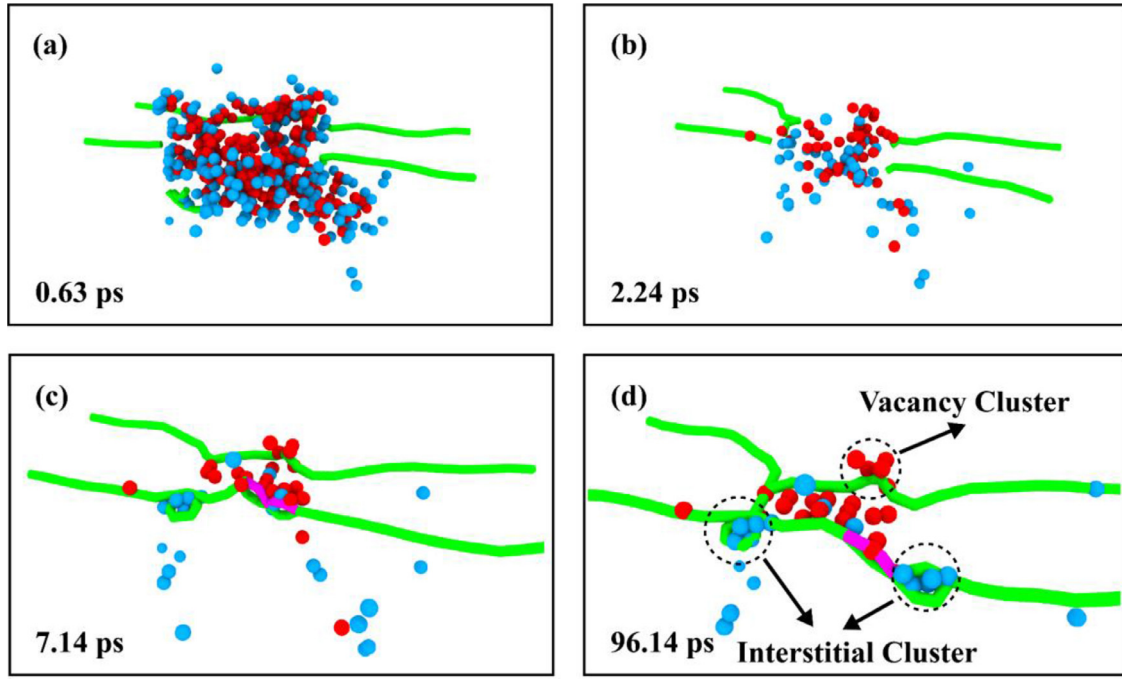 (a)
0.63 ps
(b)
2.24 ps
(c)
7.14 ps
(d)
Vacancy Cluster
96.14 ps
Interstitial Cluster